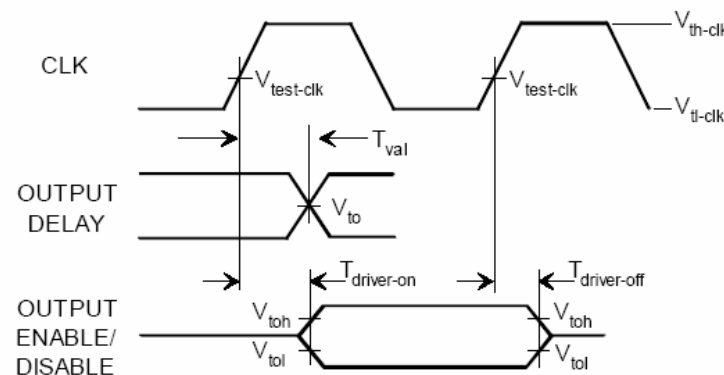 V_th-clk
CLK
V_test-clk
V_test-clk
V_tl-clk
T_val
OUTPUT
DELAY
V_to
T_driver-on
T_driver-off
OUTPUT
ENABLE/
DISABLE
V_toh
V_toh
V_tol
V_tol